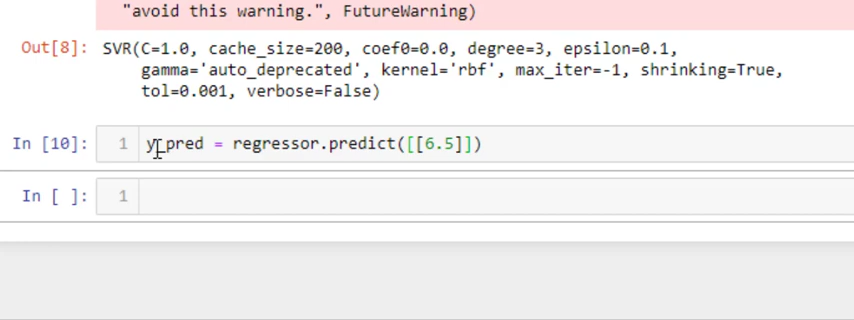 "avoid this warning.", FutureWarning)
Out[8]: SVR(C=1.0, cache_size=200, coef0=0.0, degree=3, epsilon=0.1,
gamma='auto_deprecated', kernel='rbf', max_iter=-1, shrinking=True,
tol=0.001, verbose=False)
In [10]: 1 y_pred = regressor.predict([[6.5]])
In [ ]: 1